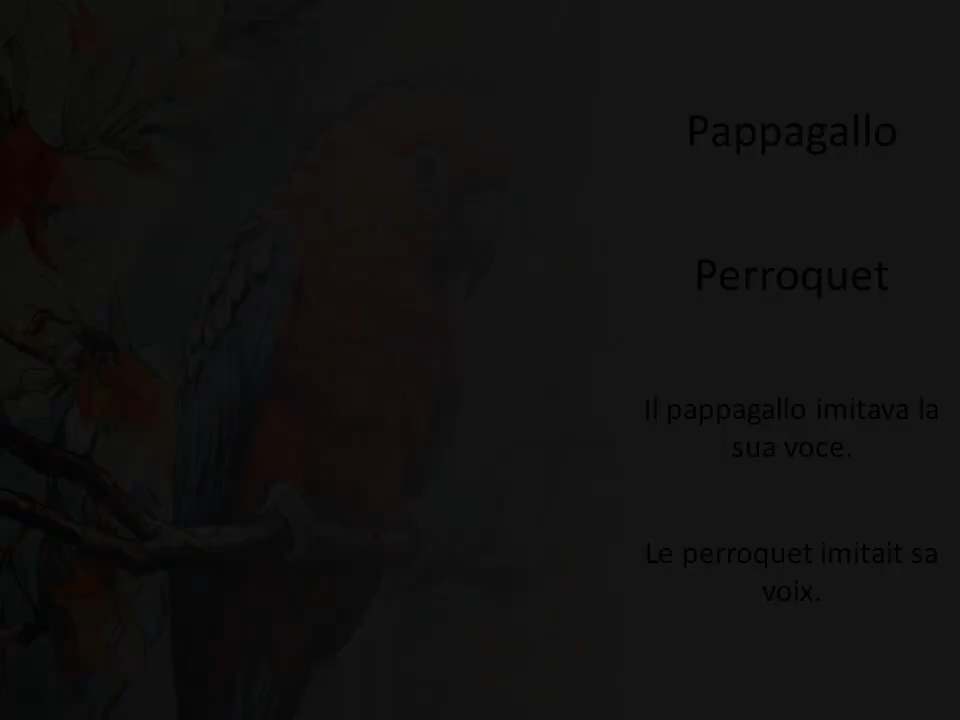 Pappagallo
Perroquet
Il pappagallo imitava la
sua voce.
Le perroquet imitait sa
voix.